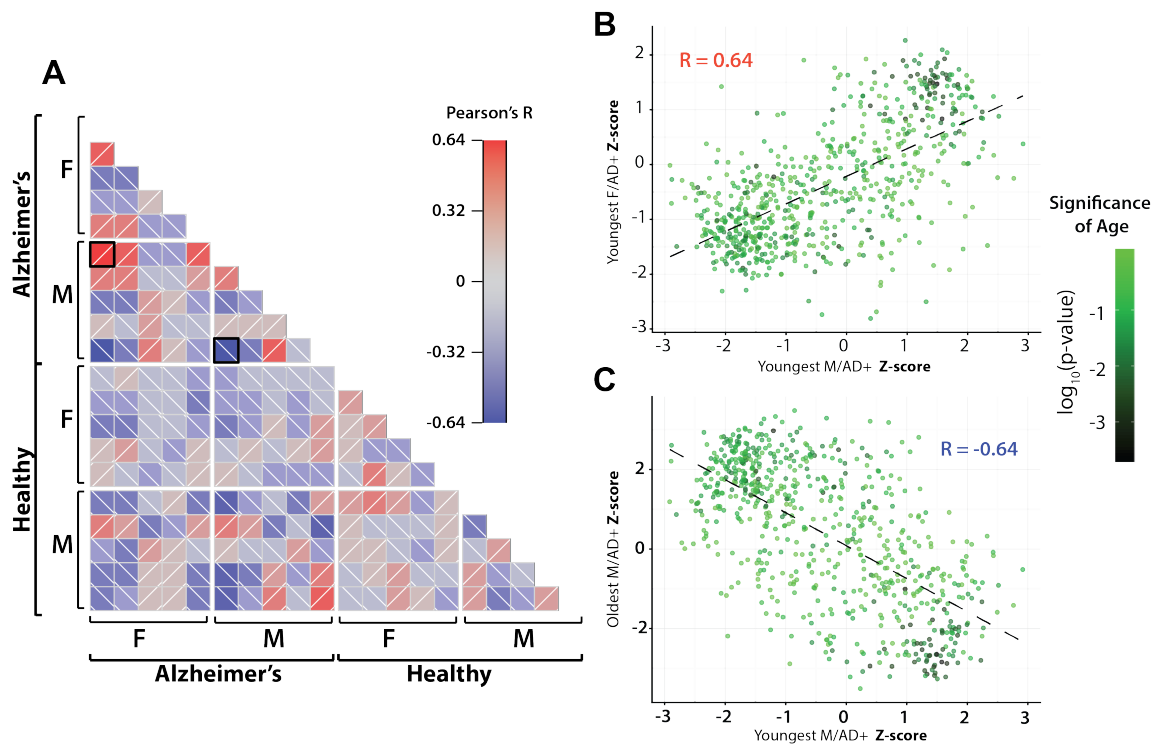 A
Alzheimer's
F
M
Healthy
F
M
F
M
F
M
Alzheimer's
Healthy
Pearson's R
0.64
0.32
0
-0.32
-0.64
B
R = 0.64
Youngest F/AD+ Z-score
2
1
0
-1
-2
-3
-3
-2
-1
0
1
2
3
Youngest M/AD+ Z-score
C
R = -0.64
Oldest M/AD+ Z-score
2
0
-2
-3
-2
-1
0
1
2
3
Youngest M/AD+ Z-score
Significance
of Age
log10(p-value)
-1
-2
-3